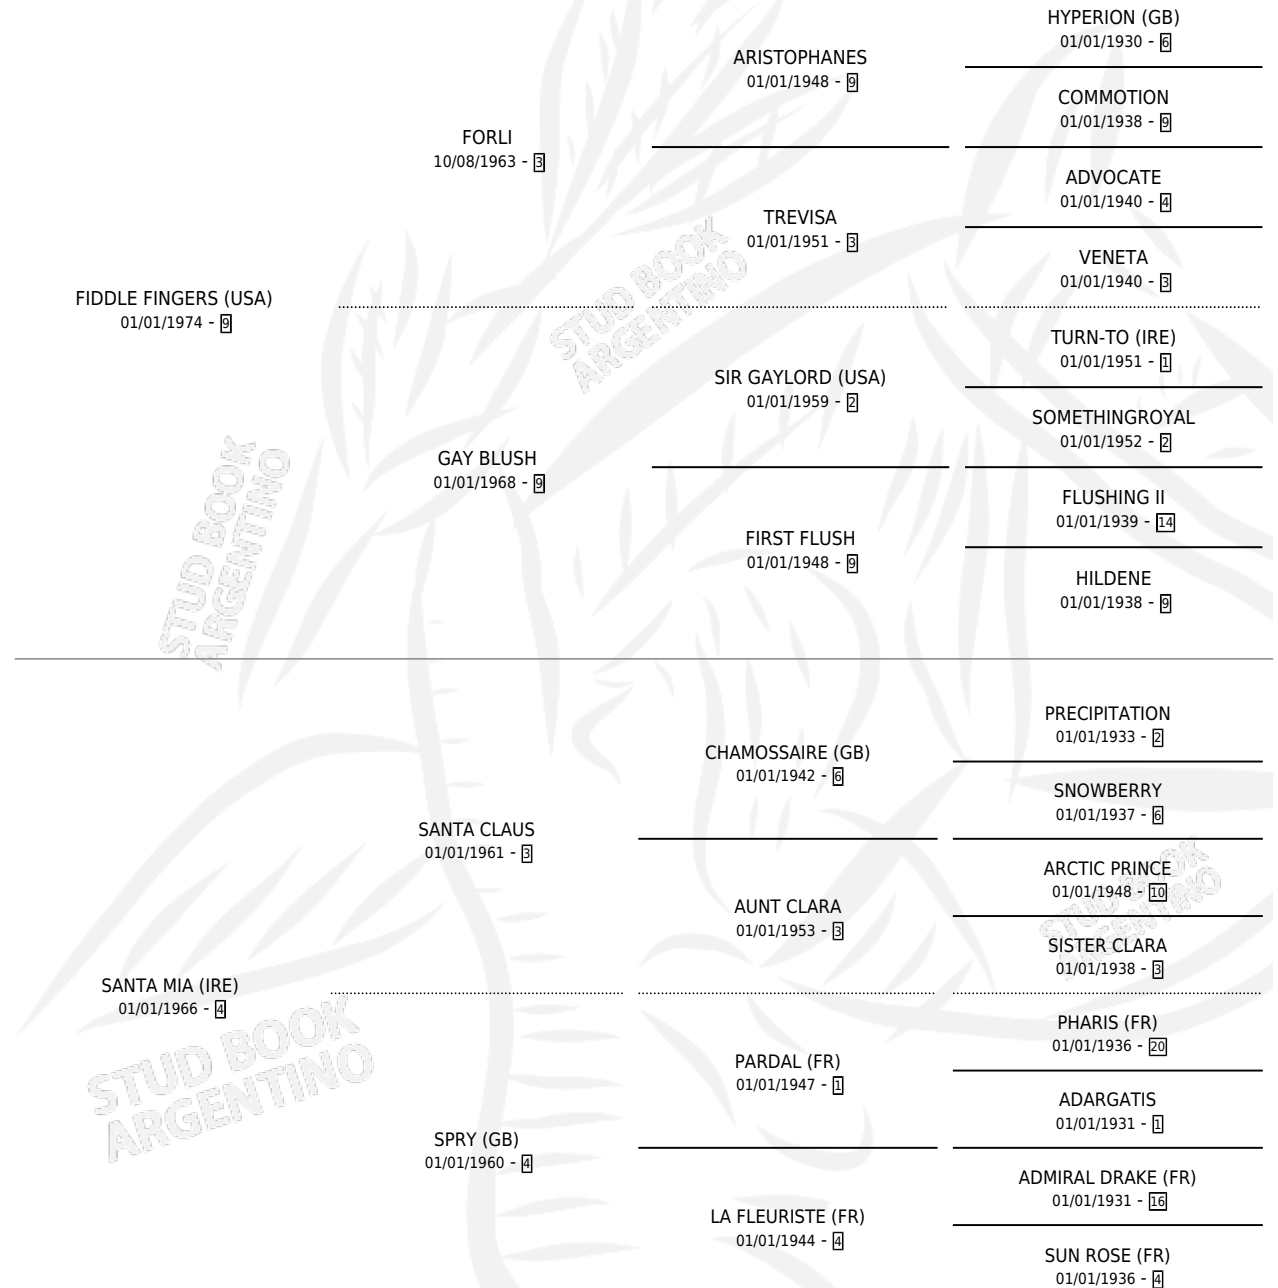 HYPERION (GB)
01/01/1930 - 6
ARISTOPHANES
01/01/1948 - 9
COMMOTION
01/01/1938 - 9
FORLI
10/08/1963 - 3
ADVOCATE
01/01/1940 - 4
TREVISA
01/01/1951 - 3
VENETA
01/01/1940 - 3
FIDDLE FINGERS (USA)
01/01/1974 - 9
TURN-TO (IRE)
01/01/1951 - 1
SIR GAYLORD (USA)
01/01/1959 - 2
SOMETHINGROYAL
01/01/1952 - 2
GAY BLUSH
01/01/1968 - 9
FLUSHING II
01/01/1939 - 14
FIRST FLUSH
01/01/1948 - 9
HILDENE
01/01/1938 - 9
PRECIPITATION
01/01/1933 - 2
CHAMOSSAIRE (GB)
01/01/1942 - 6
SNOWBERRY
01/01/1937 - 6
SANTA CLAUS
01/01/1961 - 3
ARCTIC PRINCE
01/01/1948 - 10
AUNT CLARA
01/01/1953 - 3
SISTER CLARA
01/01/1938 - 3
SANTA MIA (IRE)
01/01/1966 - 4
PHARIS (FR)
01/01/1936 - 20
PARDAL (FR)
01/01/1947 - 1
ADARGATIS
01/01/1931 - 1
SPRY (GB)
01/01/1960 - 4
ADMIRAL DRAKE (FR)
01/01/1931 - 16
LA FLEURISTE (FR)
01/01/1944 - 4
SUN ROSE (FR)
01/01/1936 - 4
STUD BOOK
ARGENTINO
STUD BOOK
ARGENTINO
STUD BOOK
ARGENTINO
STUD BOOK
ARGENTINO